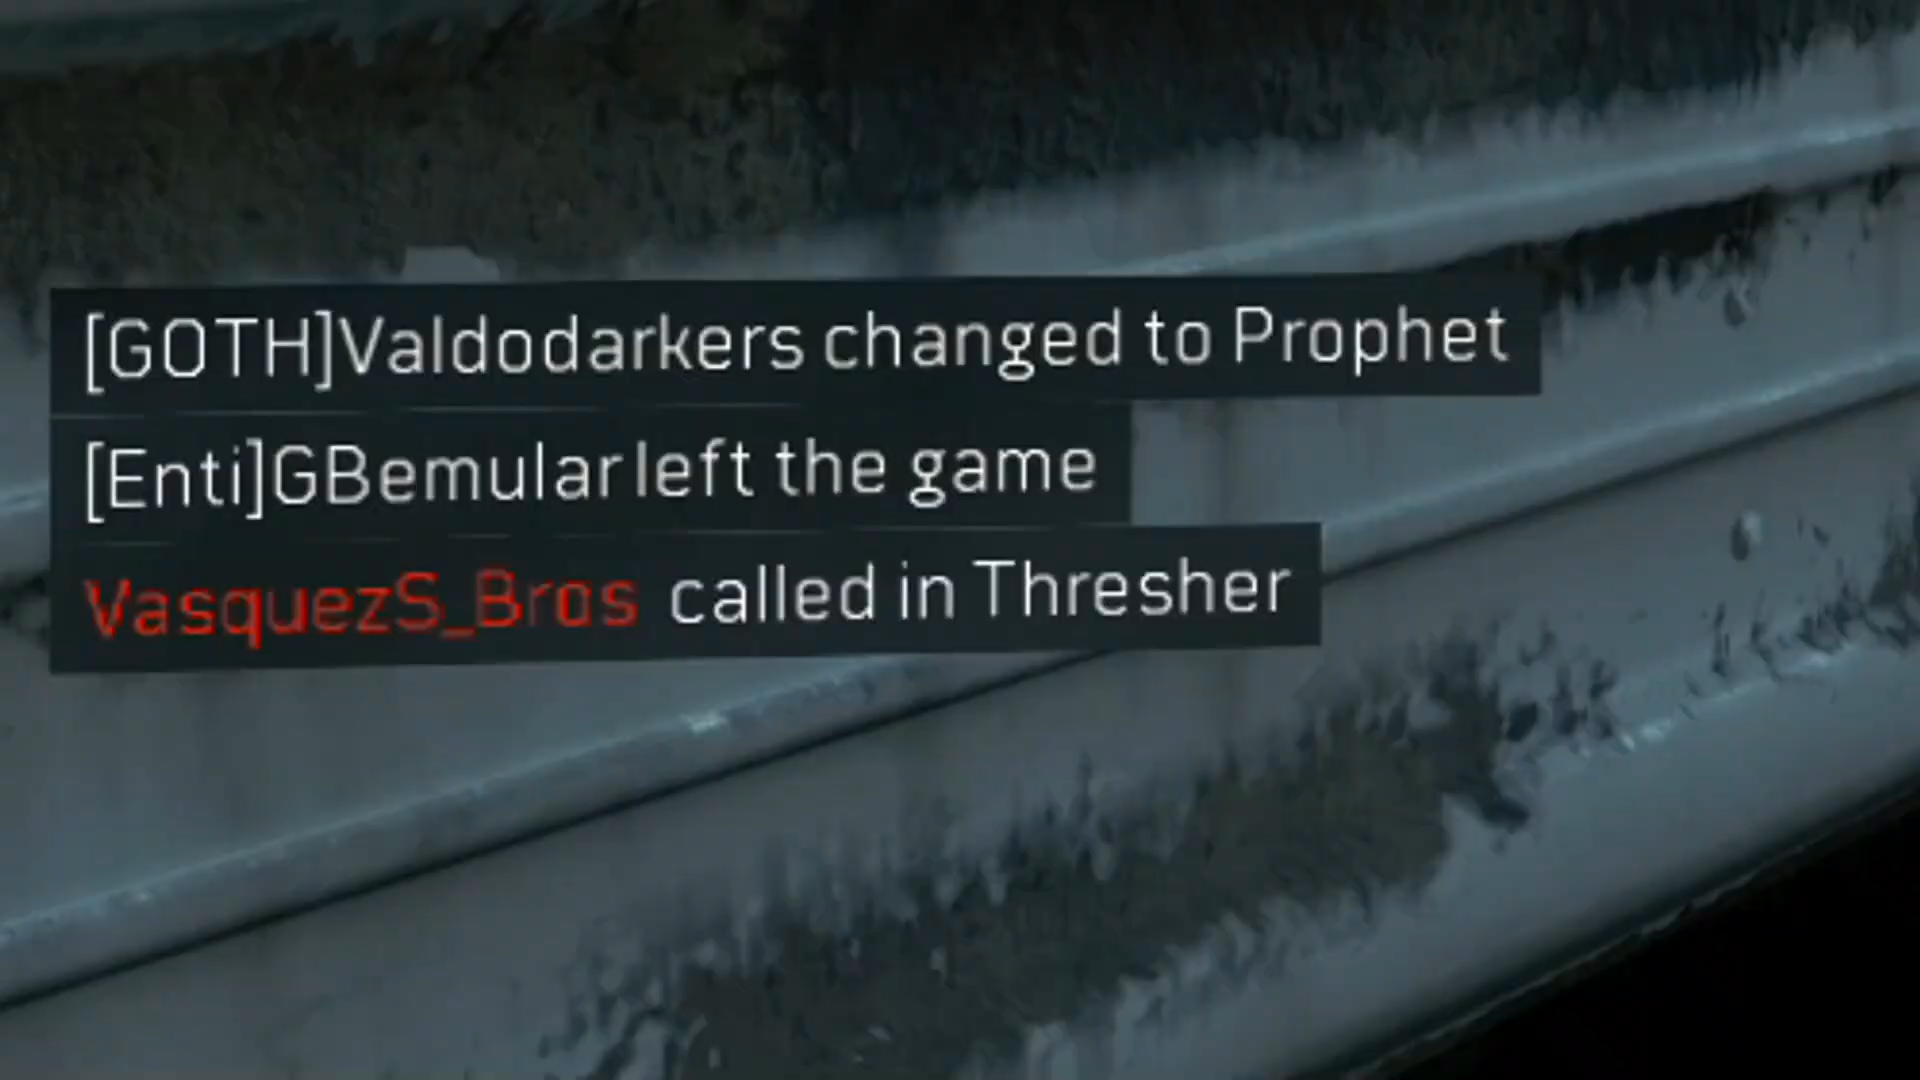 [GOTH]Valdodarkers changed to Prophet
[Enti]GBemular left the game
VasquezS_Bros called in Thresher